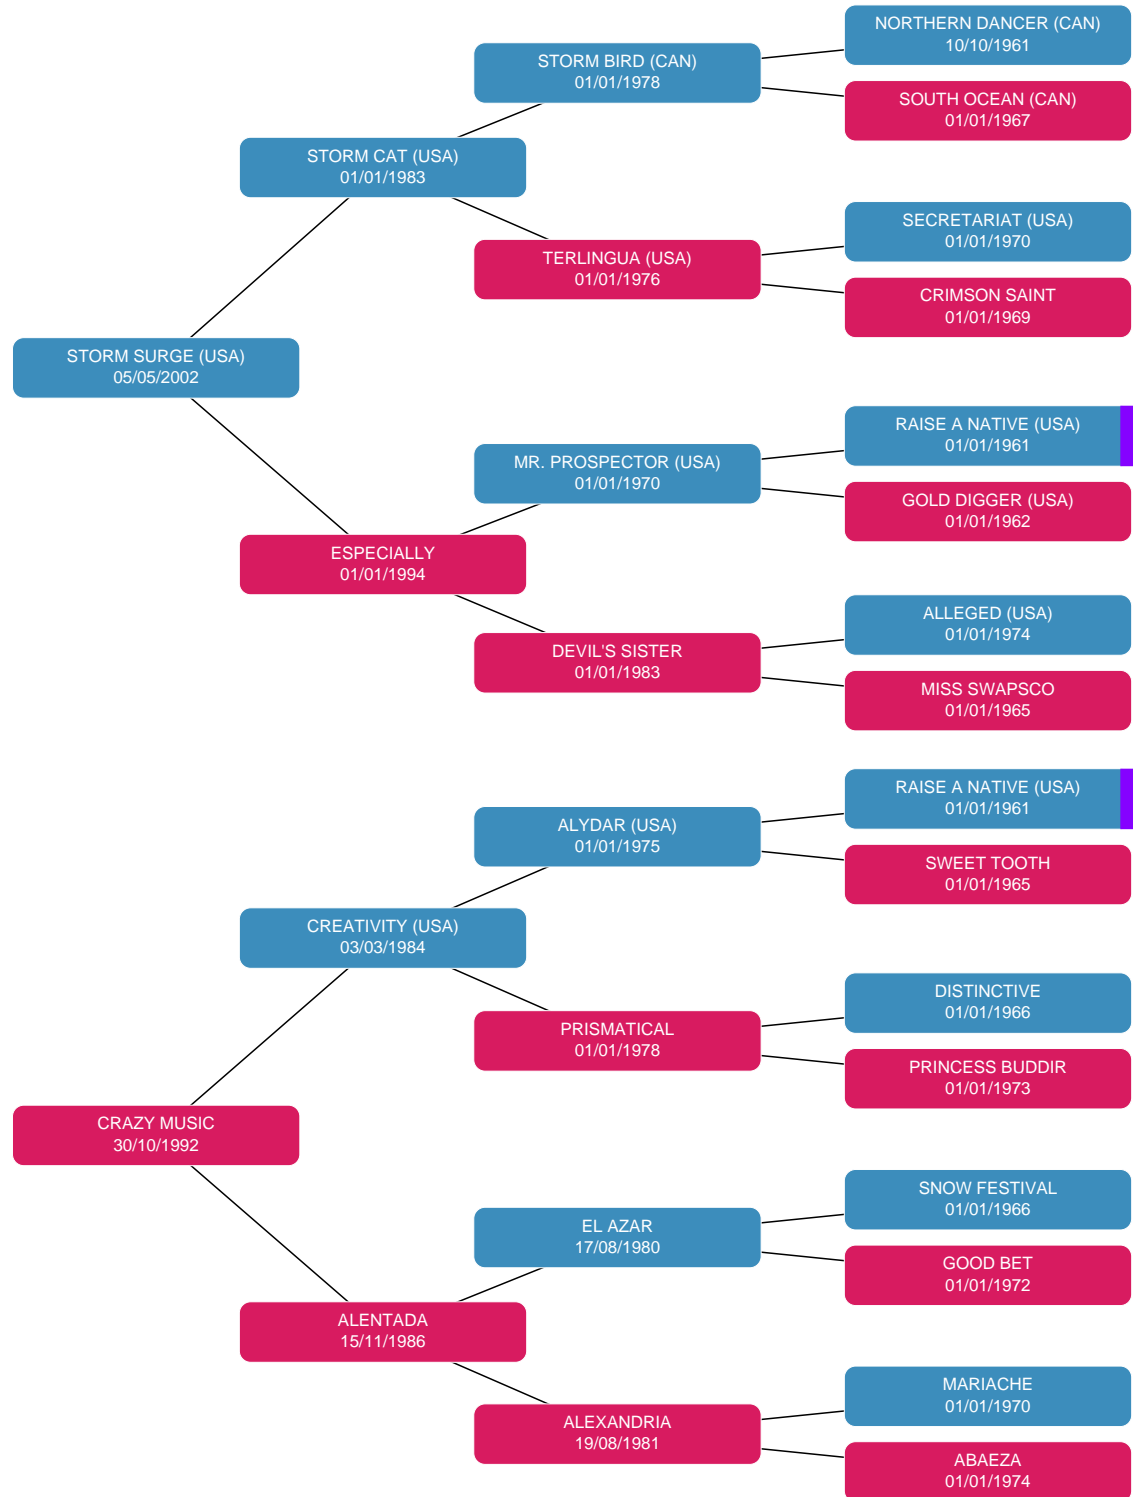 NORTHERN DANCER (CAN)
10/10/1961
STORM BIRD (CAN)
01/01/1978
SOUTH OCEAN (CAN)
01/01/1967
STORM CAT (USA)
01/01/1983
SECRETARIAT (USA)
01/01/1970
TERLINGUA (USA)
01/01/1976
CRIMSON SAINT
01/01/1969
STORM SURGE (USA)
05/05/2002
RAISE A NATIVE (USA)
01/01/1961
MR. PROSPECTOR (USA)
01/01/1970
GOLD DIGGER (USA)
01/01/1962
ESPECIALLY
01/01/1994
ALLEGED (USA)
01/01/1974
DEVIL'S SISTER
01/01/1983
MISS SWAPSCO
01/01/1965
RAISE A NATIVE (USA)
01/01/1961
ALYDAR (USA)
01/01/1975
SWEET TOOTH
01/01/1965
CREATIVITY (USA)
03/03/1984
DISTINCTIVE
01/01/1966
PRISMATICAL
01/01/1978
PRINCESS BUDDIR
01/01/1973
CRAZY MUSIC
30/10/1992
SNOW FESTIVAL
01/01/1966
EL AZAR
17/08/1980
GOOD BET
01/01/1972
ALENTADA
15/11/1986
MARIACHE
01/01/1970
ALEXANDRIA
19/08/1981
ABAEZA
01/01/1974